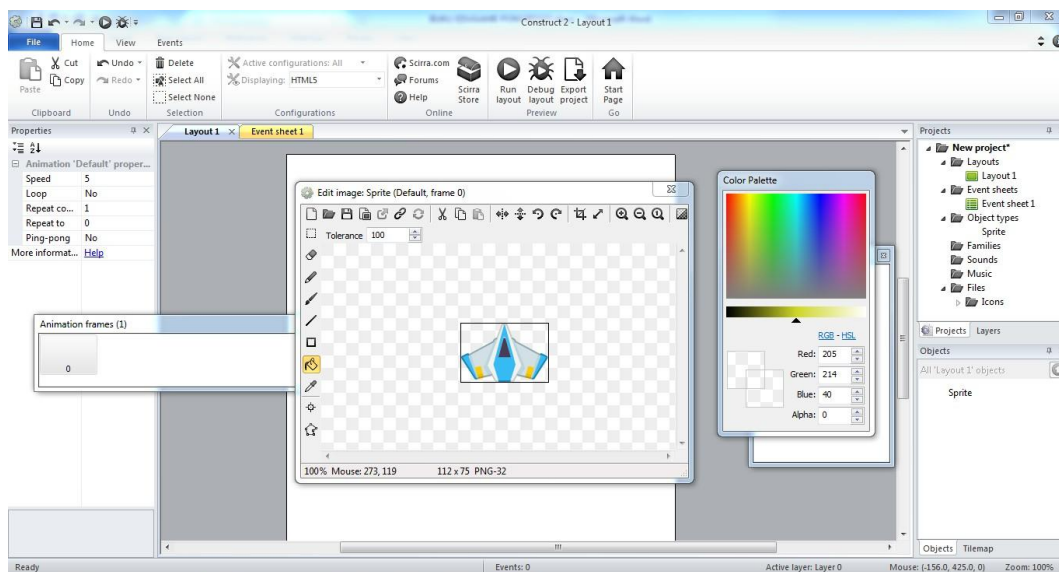 Construct 2 - Layout 1
File Home View Events
Paste Cut Copy
Undo Redo
Delete
Select All
Select None
Active configurations: All
Displaying: HTML5
Scirra.com
Forums
Help
Scirra Store
Run layout
Debug layout
Export project
Start Page
Clipboard Undo Selection Configurations Online Preview Go
Properties
Layout 1 Event sheet 1
Projects
Animation 'Default' proper...
Speed 5
Loop No
Repeat co... 1
Repeat to 0
Ping-pong No
More informat... Help
Animation frames (1)
0
Edit image: Sprite (Default, frame 0)
Tolerance 100
100% Mouse: 273, 119 112 x 75 PNG-32
Color Palette
RGB - HSL
Red: 205
Green: 214
Blue: 40
Alpha: 0
New project*
Layouts
Layout 1
Event sheets
Event sheet 1
Object types
Sprite
Families
Sounds
Music
Files
Icons
Projects Layers
Objects
All 'Layout 1' objects
Sprite
Objects Tilemap
Ready Events: 0 Active layer: Layer 0 Mouse: (-156.0, 425.0, 0) Zoom: 100%